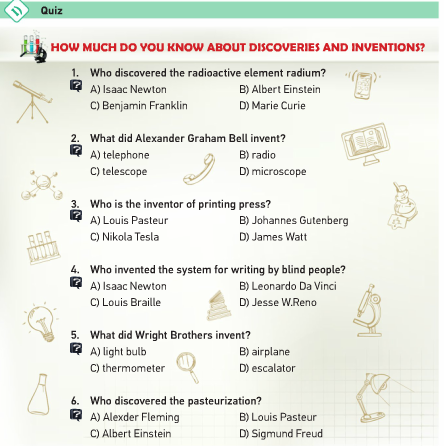 Quiz
HOW MUCH DO YOU KNOW ABOUT DISCOVERIES AND INVENTIONS?
1. Who discovered the radioactive element radium?
A) Isaac Newton B) Albert Einstein
C) Benjamin Franklin D) Marie Curie
2. What did Alexander Graham Bell invent?
A) telephone B) radio
C) telescope D) microscope
3. Who is the inventor of printing press?
A) Louis Pasteur B) Johannes Gutenberg
C) Nikola Tesla D) James Watt
4. Who invented the system for writing by blind people?
A) Isaac Newton B) Leonardo Da Vinci
C) Louis Braille D) Jesse W.Reno
5. What did Wright Brothers invent?
A) light bulb B) airplane
C) thermometer D) escalator
6. Who discovered the pasteurization?
A) Alexder Fleming B) Louis Pasteur
C) Albert Einstein D) Sigmund Freud